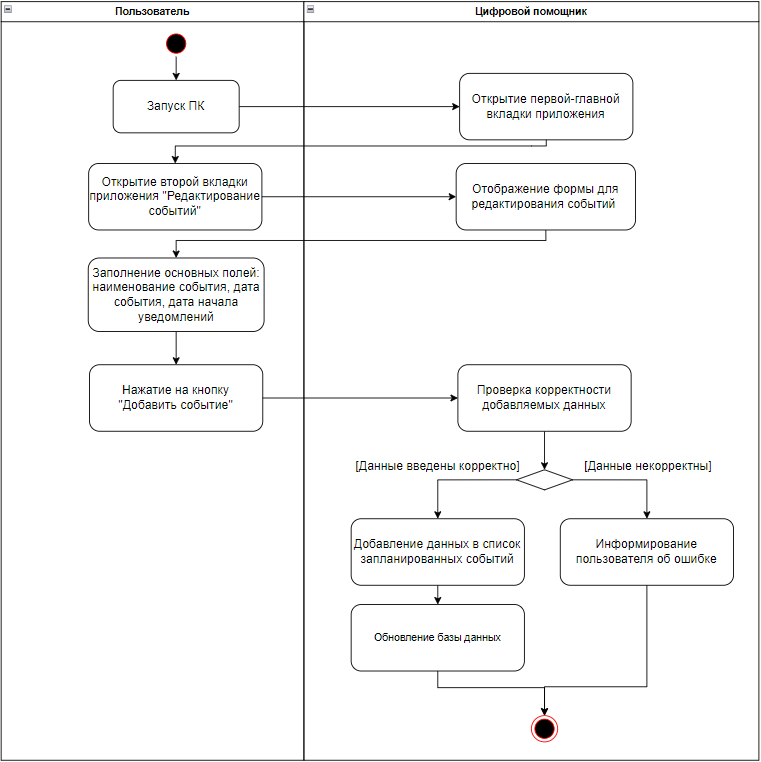 Пользователь
Цифровой помощник
Запуск ПК
Открытие первой-главной
вкладки приложения
Открытие второй вкладки
приложения "Редактирование
событий"
Отображение формы для
редактирования событий
Заполнение основных полей:
наименование события, дата
события, дата начала
уведомлений
Нажатие на кнопку
"Добавить событие"
Проверка корректности
добавляемых данных
[Данные введены корректно]
[Данные некорректны]
Добавление данных в список
запланированных событий
Информирование
пользователя об ошибке
Обновление базы данных